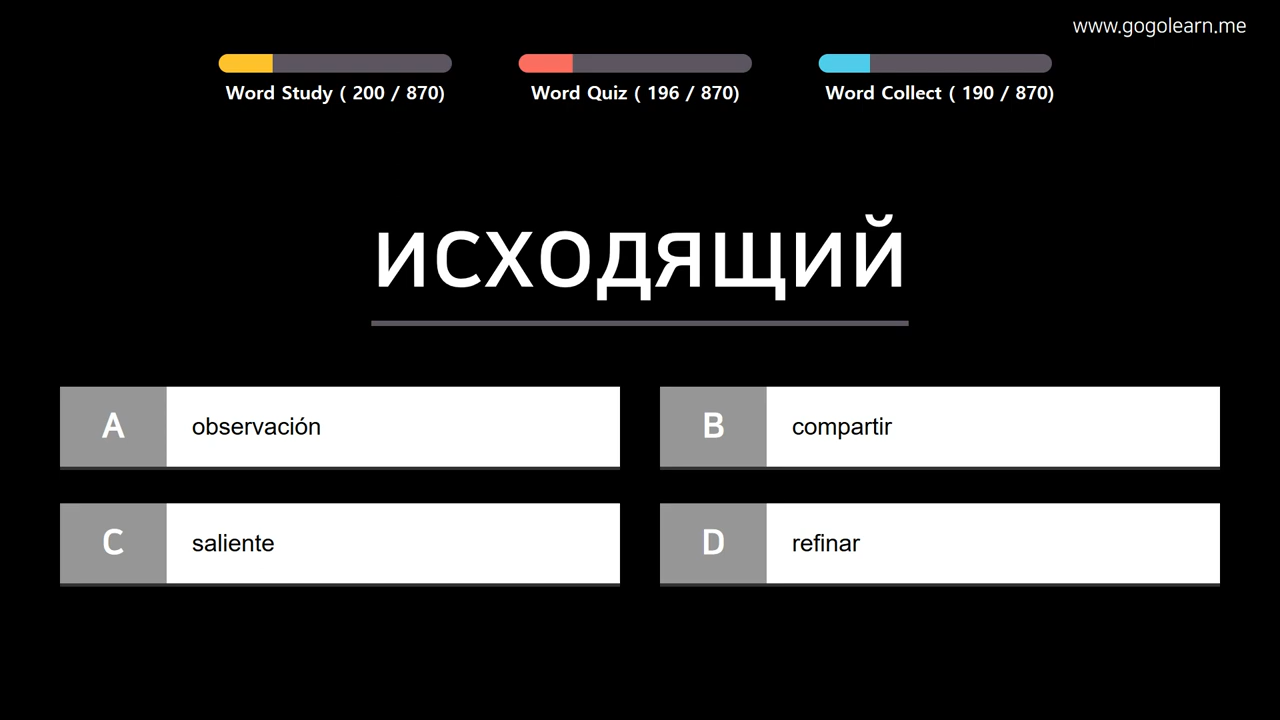 www.gogolearn.me
Word Study ( 200 / 870)
Word Quiz ( 196 / 870)
Word Collect ( 190 / 870)
исходящий
A observación
B compartir
C saliente
D refinar